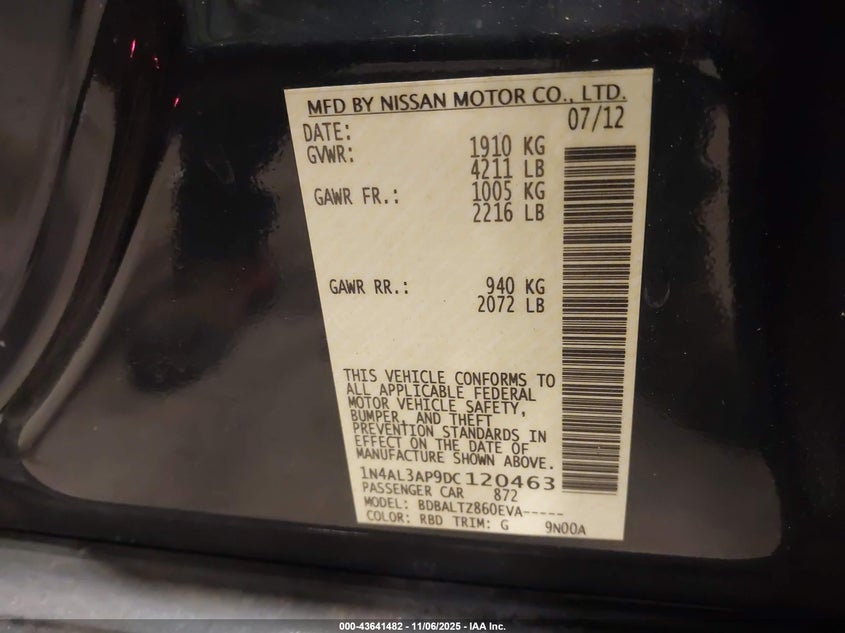 MFD BY NISSAN MOTOR CO., LTD.
DATE: 07/12
GVWR: 1910 KG
4211 LB
GAWR FR.: 1005 KG
2216 LB
GAWR RR.: 940 KG
2072 LB
THIS VEHICLE CONFORMS TO
ALL APPLICABLE FEDERAL
MOTOR VEHICLE SAFETY,
BUMPER, AND THEFT
PREVENTION STANDARDS IN
EFFECT ON THE DATE OF
MANUFACTURE SHOWN ABOVE.
1N4AL3AP9DC120463
PASSENGER CAR 872
MODEL: BDBALTZ860EVA-----
COLOR: RBD TRIM: G 9N00A
000-43641482 - 11/06/2025 - IAA Inc.